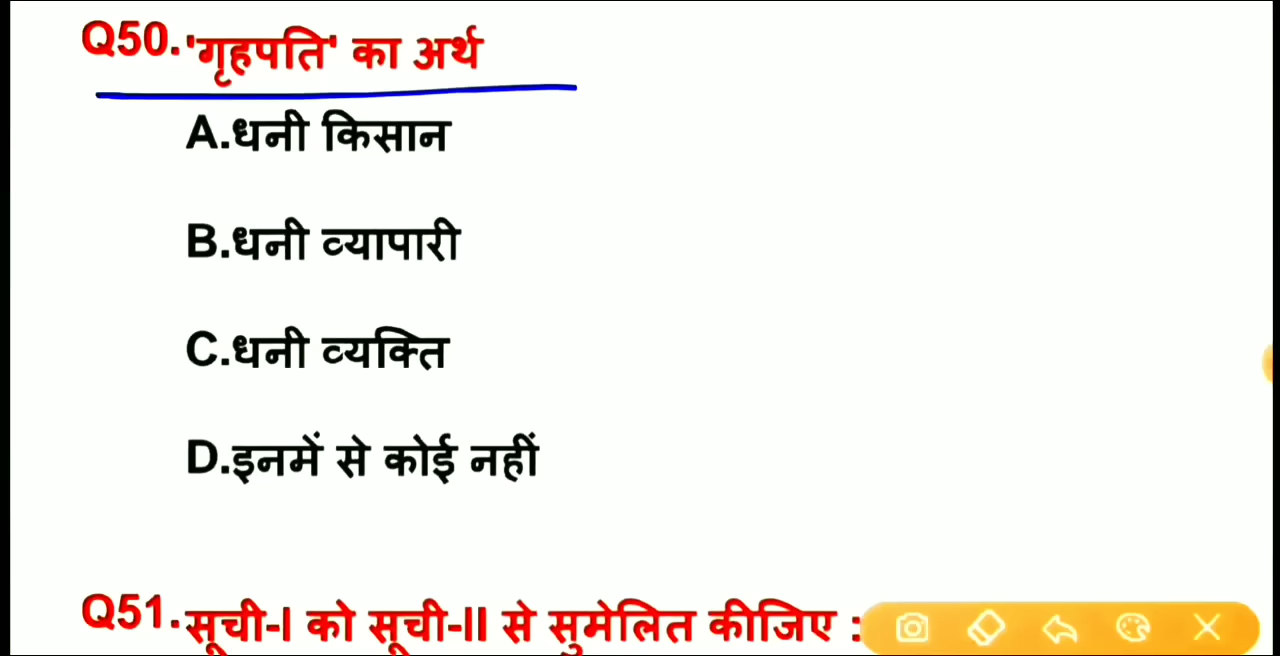 Q50.'गृहपति' का अर्थ
A.धनी किसान
B.धनी व्यापारी
C.धनी व्यक्ति
D.इनमें से कोई नहीं
Q51.सूची-I को सूची-II से सुमेलित कीजिए :